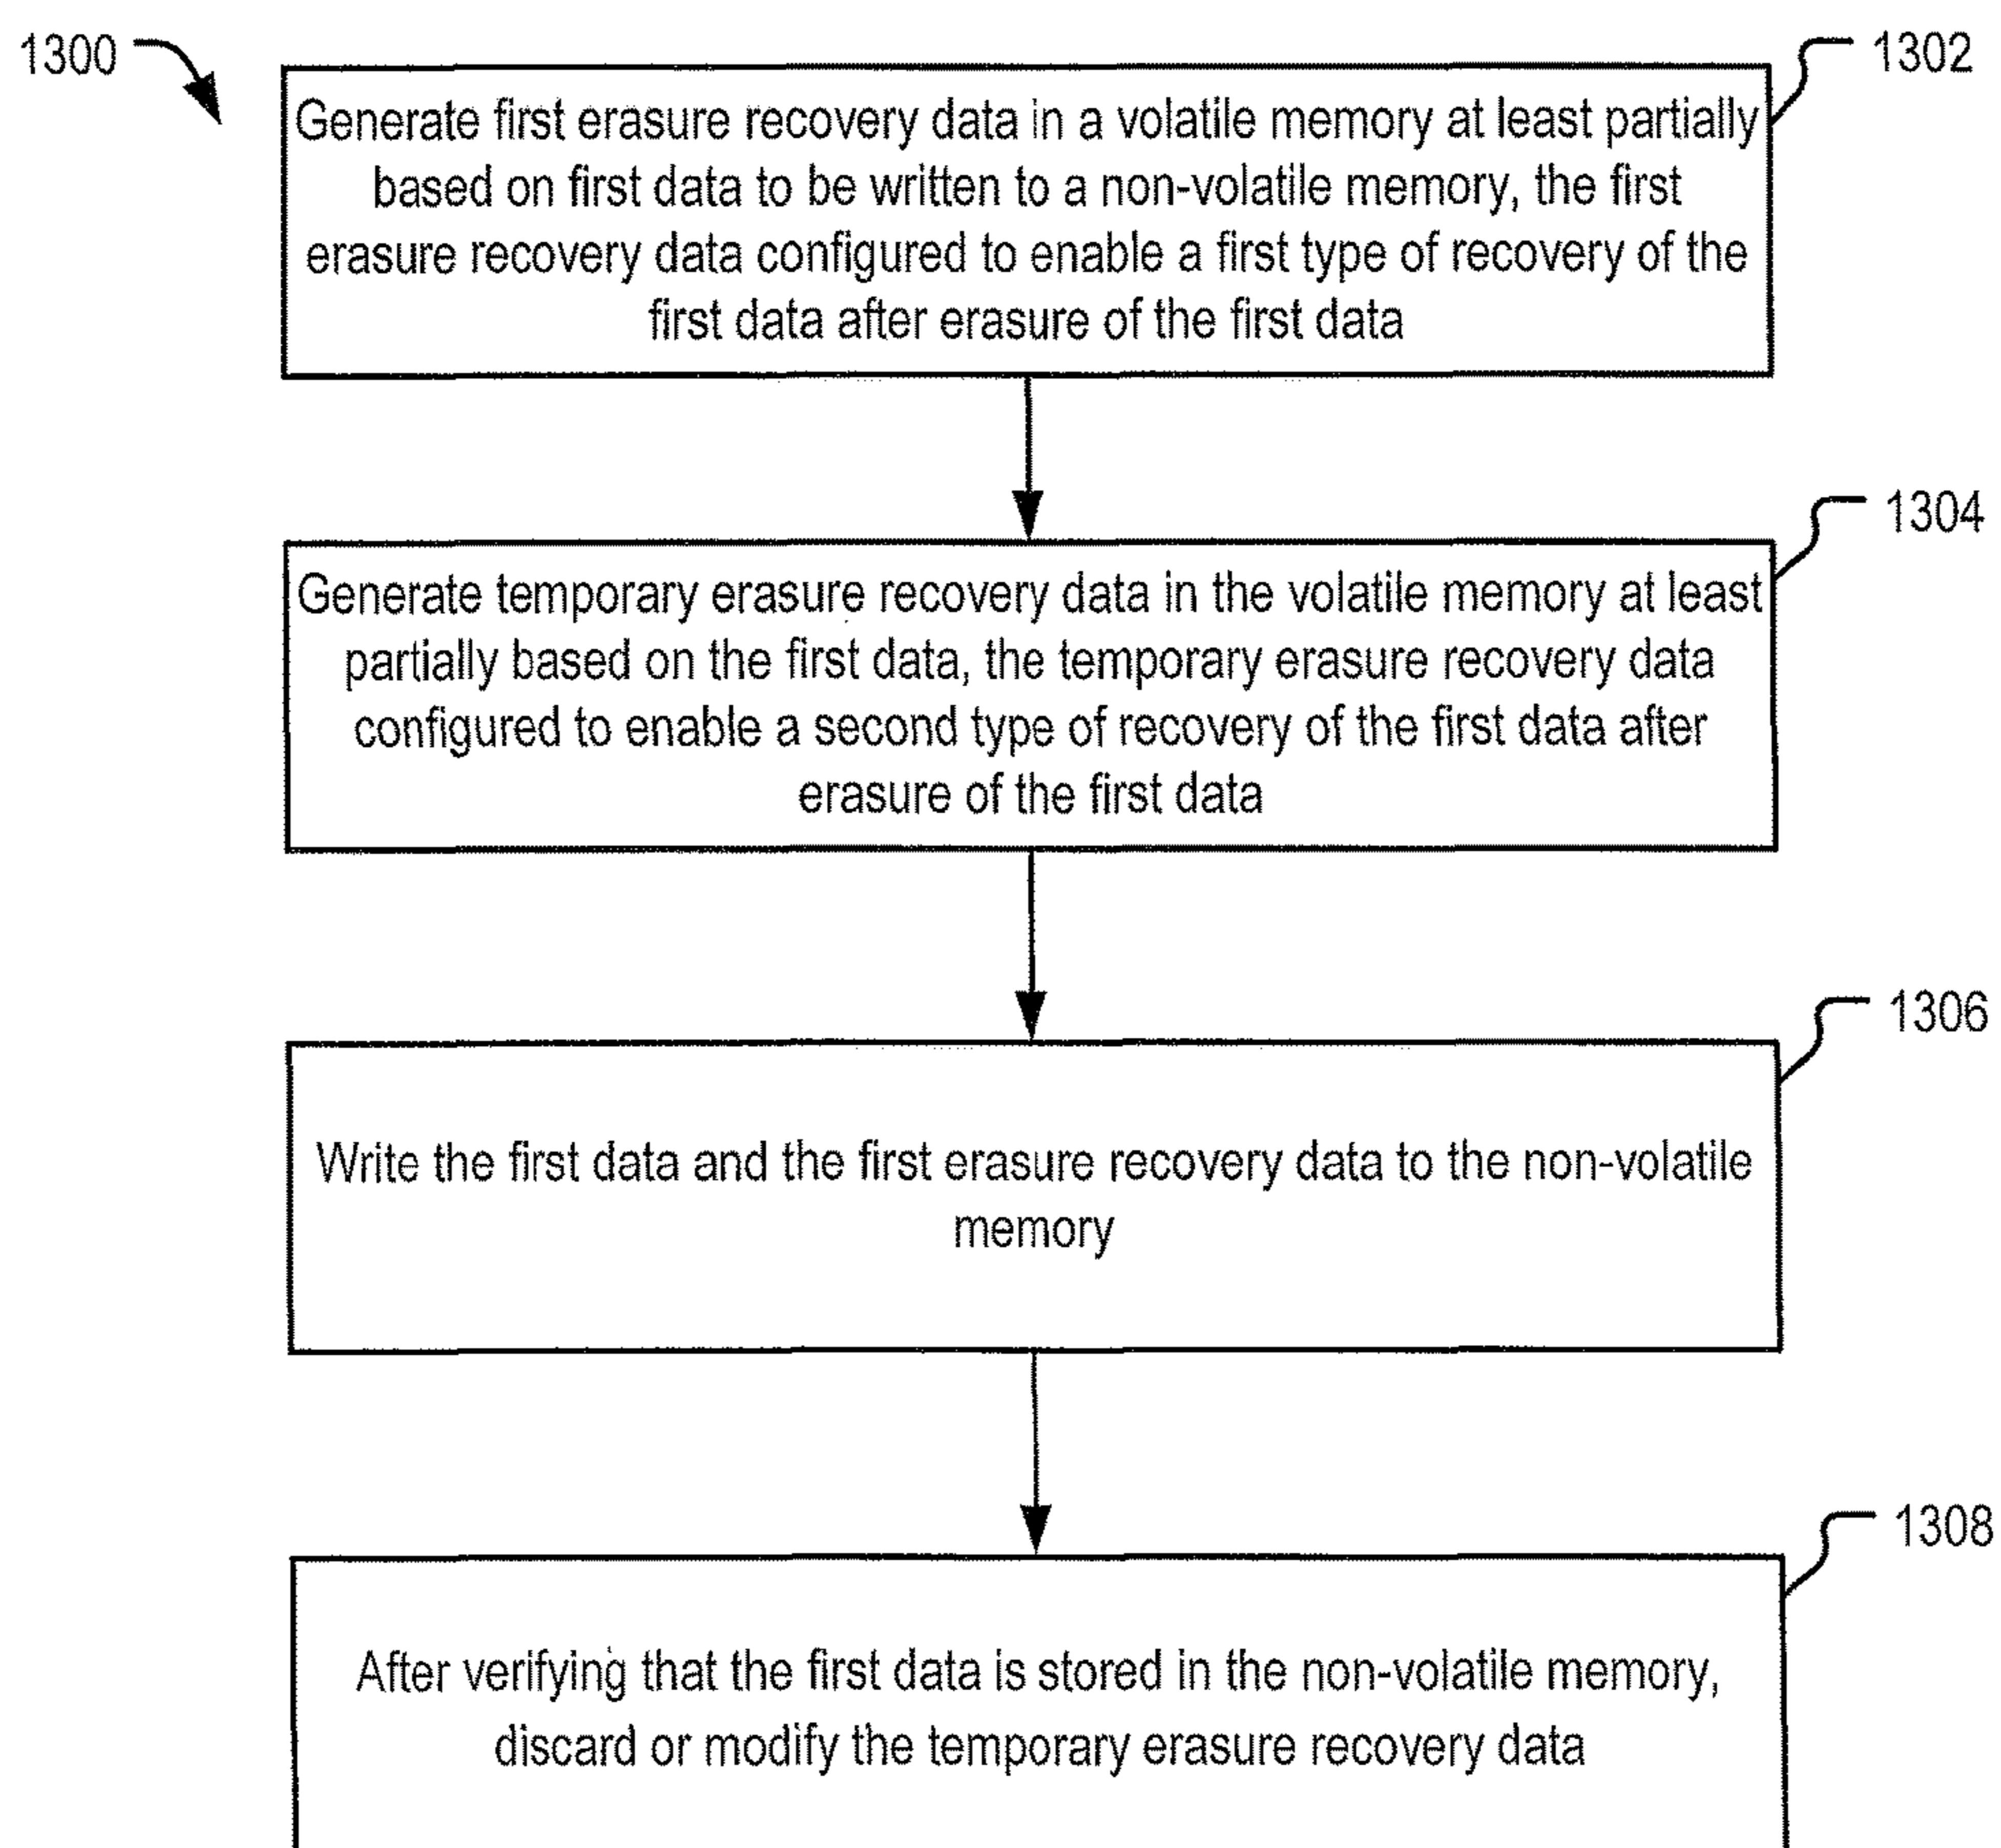 1300
1302
Generate first erasure recovery data in a volatile memory at least partially
based on first data to be written to a non-volatile memory, the first
erasure recovery data configured to enable a first type of recovery of the
first data after erasure of the first data
1304
Generate temporary erasure recovery data in the volatile memory at least
partially based on the first data, the temporary erasure recovery data
configured to enable a second type of recovery of the first data after
erasure of the first data
1306
Write the first data and the first erasure recovery data to the non-volatile
memory
1308
After verifying that the first data is stored in the non-volatile memory,
discard or modify the temporary erasure recovery data